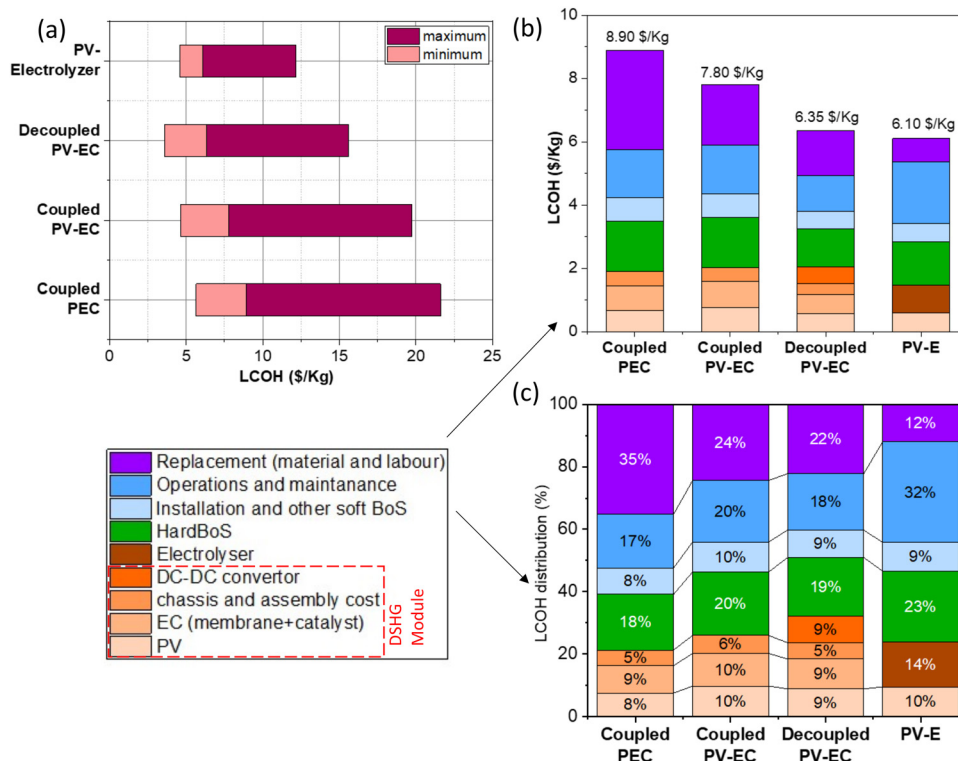 (a)
maximum
minimum
PV-
Electrolyzer
Decoupled
PV-EC
Coupled
PV-EC
Coupled
PEC
0 5 10 15 20 25
LCOH ($/Kg)
(b)
10
8
6
4
2
0
LCOH ($/Kg)
8.90 $/Kg
7.80 $/Kg
6.35 $/Kg
6.10 $/Kg
Coupled
PEC
Coupled
PV-EC
Decoupled
PV-EC
PV-E
Replacement (material and labour)
Operations and maintanance
Installation and other soft BoS
HardBoS
Electrolyser
DC-DC convertor
chassis and assembly cost
EC (membrane+catalyst)
PV
DSHG
Module
(c)
100
80
60
40
20
0
LCOH distribution (%)
35% 24% 22% 12%
17% 20% 18% 32%
8% 10% 9% 9%
18% 20% 19% 23%
9%
5% 6% 5% 14%
9% 10% 9%
8% 10% 9% 10%
Coupled
PEC
Coupled
PV-EC
Decoupled
PV-EC
PV-E